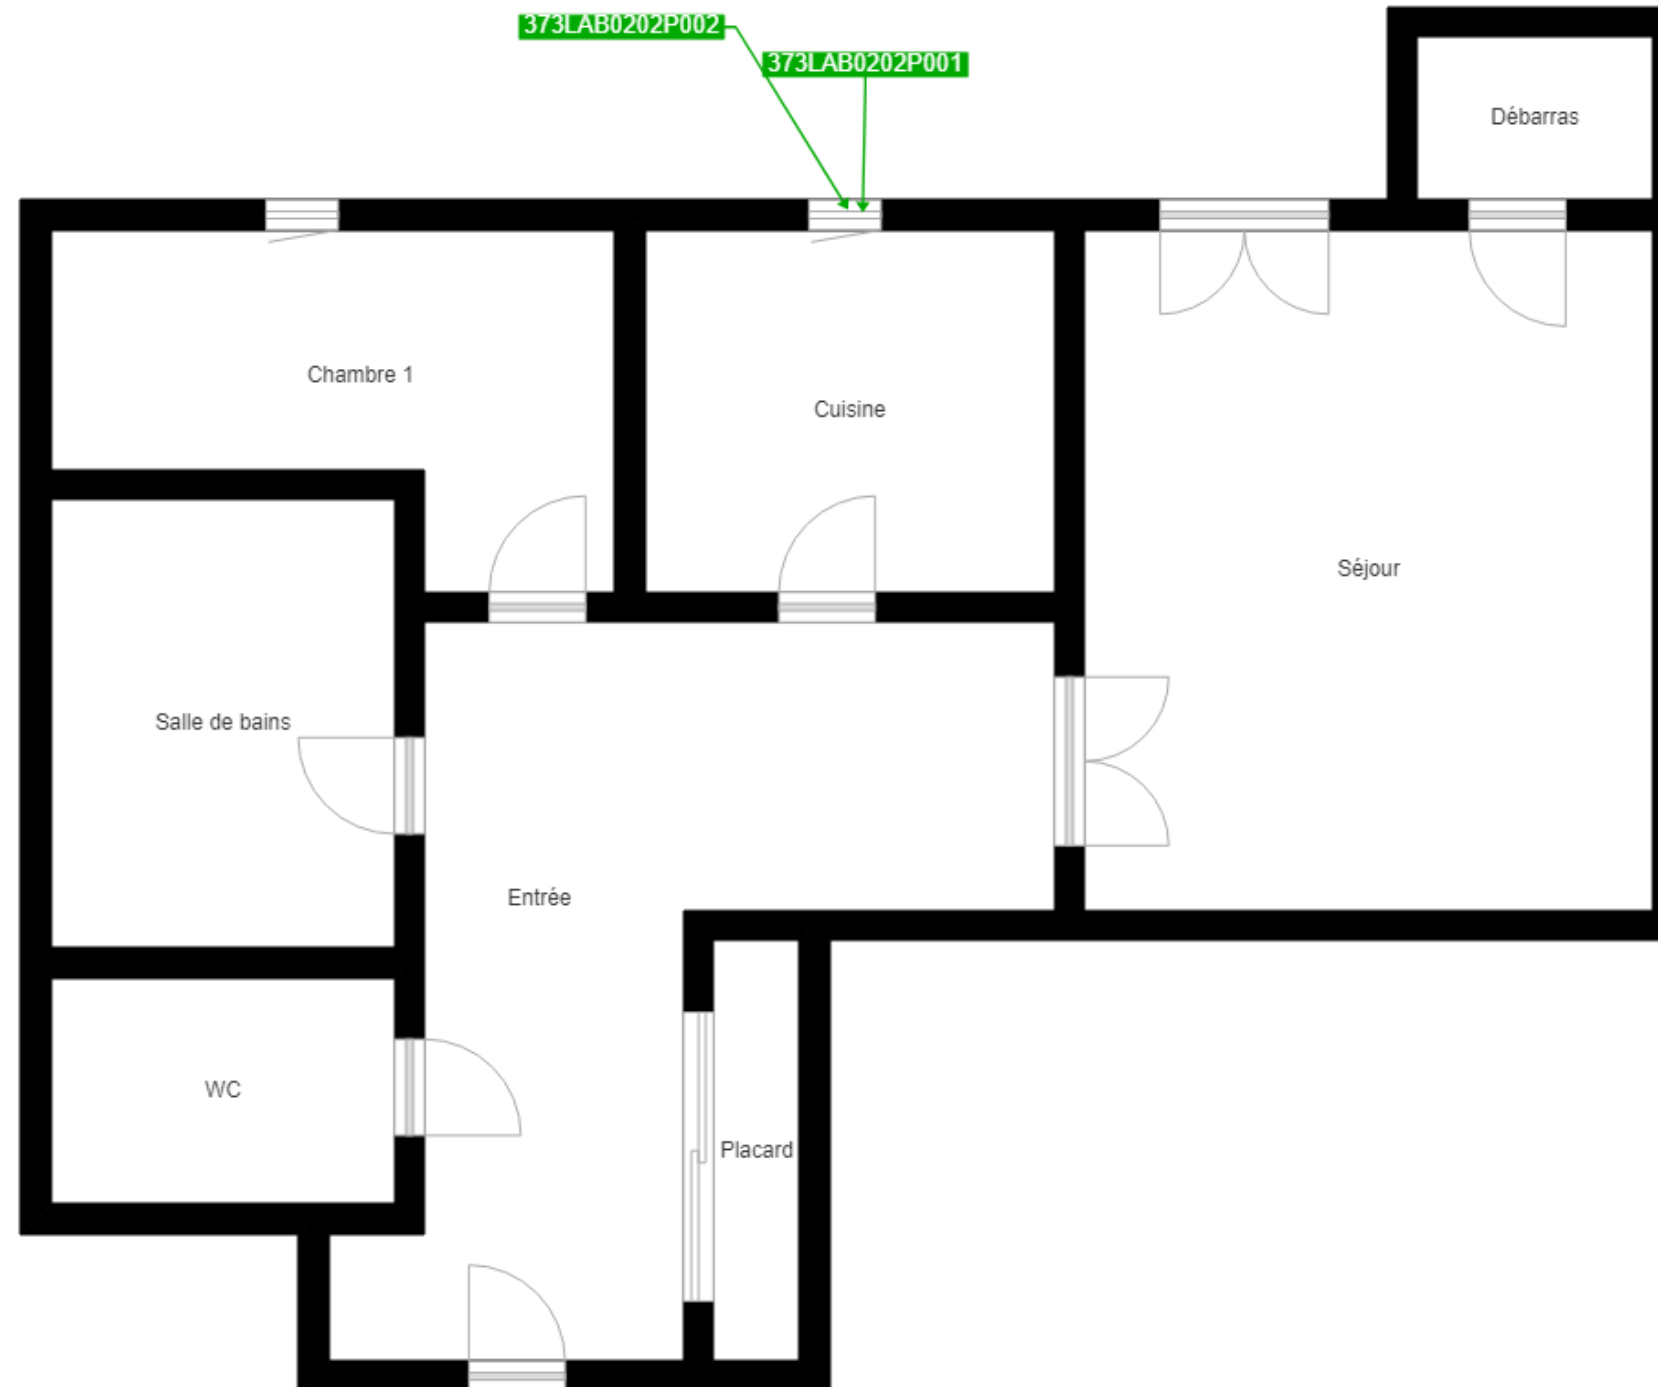 373LAB0202P002
373LAB0202P001
Débarras
Chambre 1
Cuisine
Séjour
Salle de bains
Entrée
WC
Placard